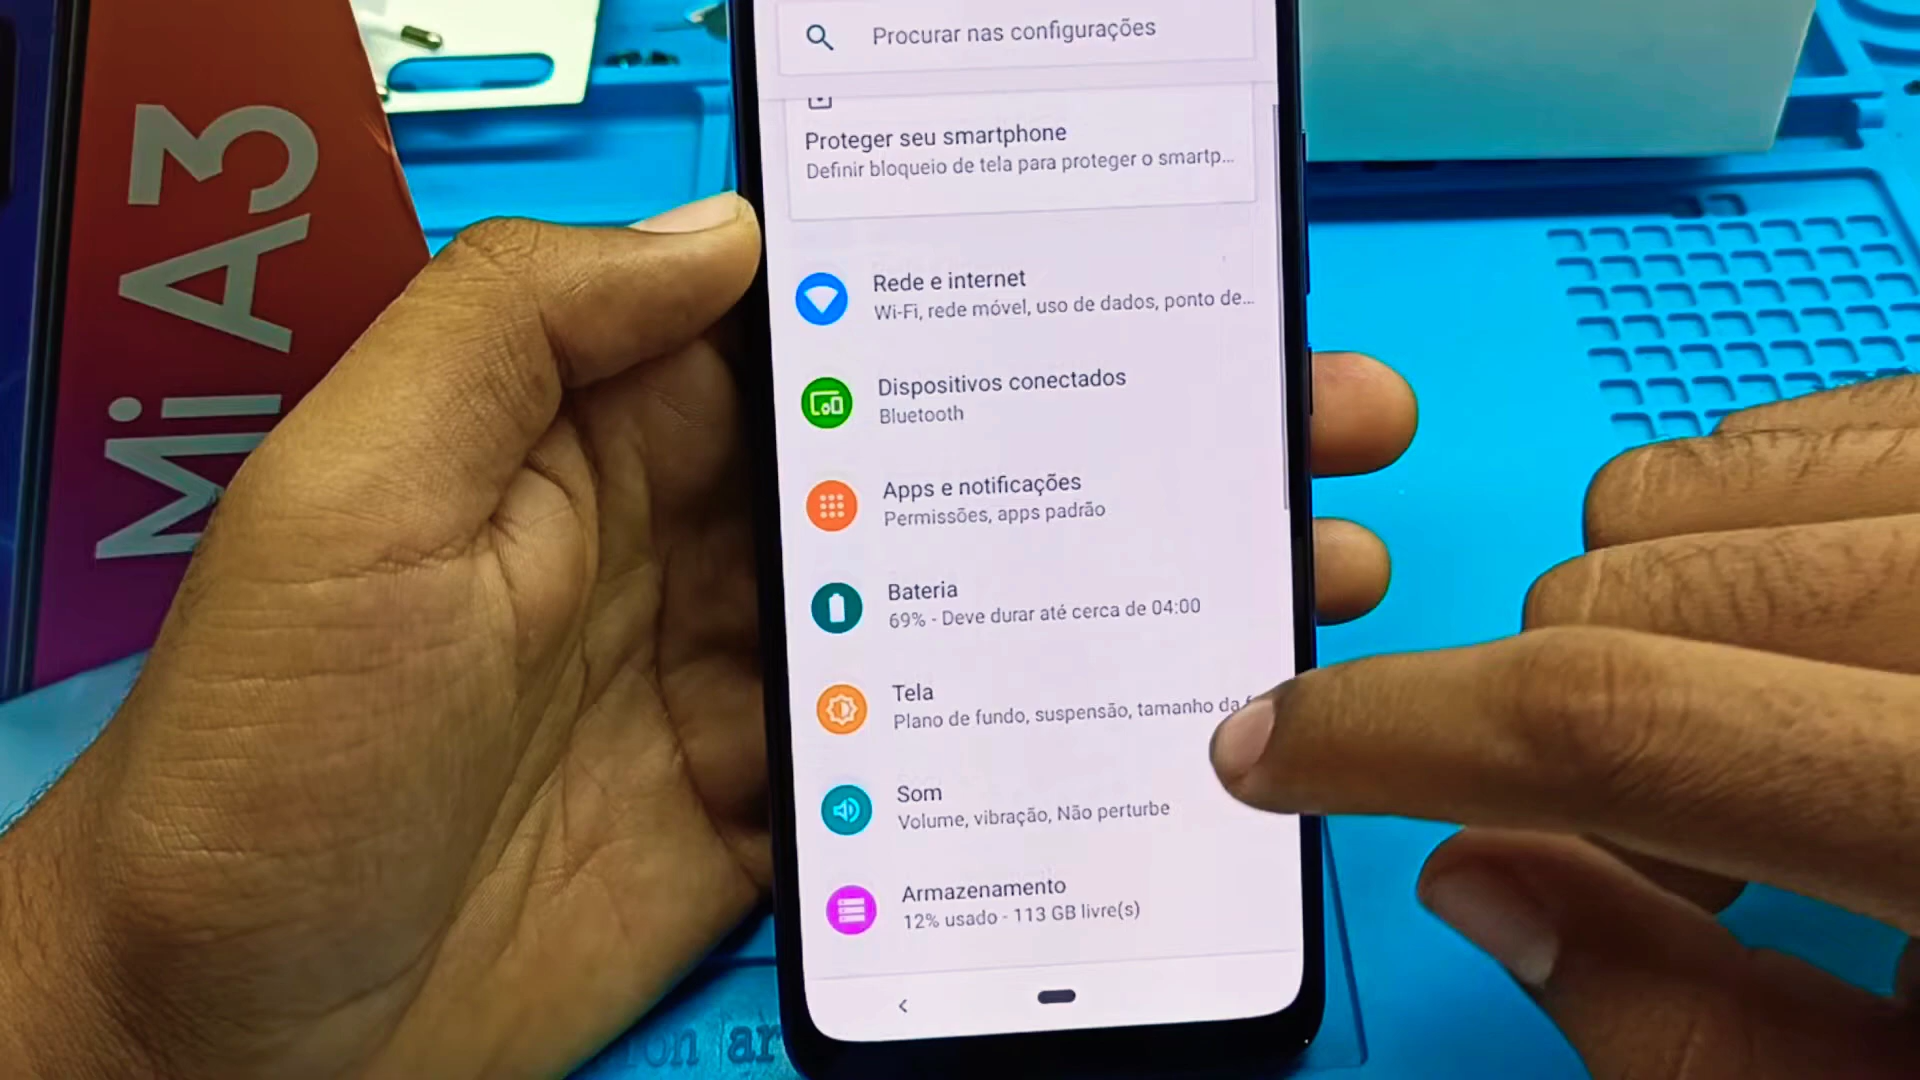 Procurar nas configurações
Proteger seu smartphone
Definir bloqueio de tela para proteger o smartp...
Rede e internet
Wi-Fi, rede móvel, uso de dados, ponto de...
Dispositivos conectados
Bluetooth
Apps e notificações
Permissões, apps padrão
Bateria
69% - Deve durar até cerca de 04:00
Tela
Plano de fundo, suspensão, tamanho da
Som
Volume, vibração, Não perturbe
Armazenamento
12% usado - 113 GB livre(s)
Mi A3